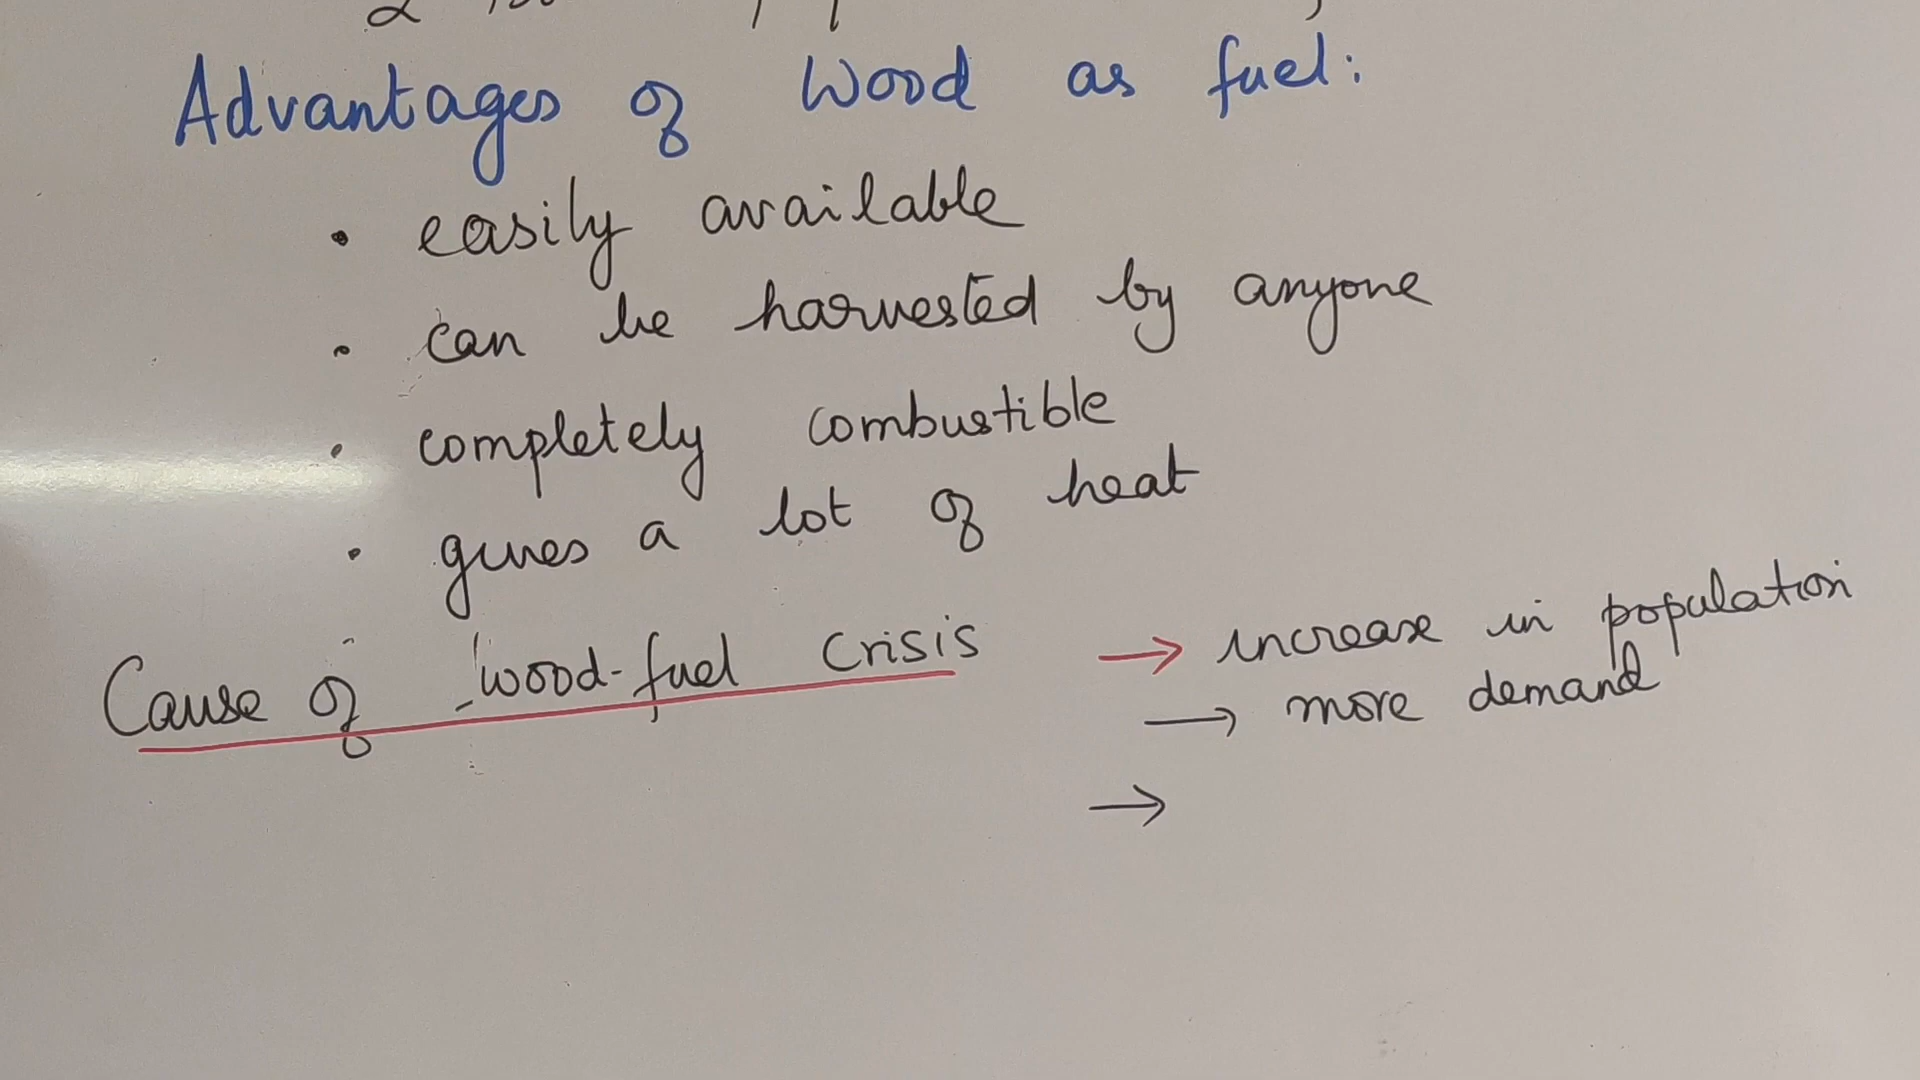 Advantages of Wood as fuel:
• easily available
• can be harvested by anyone
• completely combustible
• gives a lot of heat
Cause of wood-fuel Crisis → increase in population
→ more demand
→